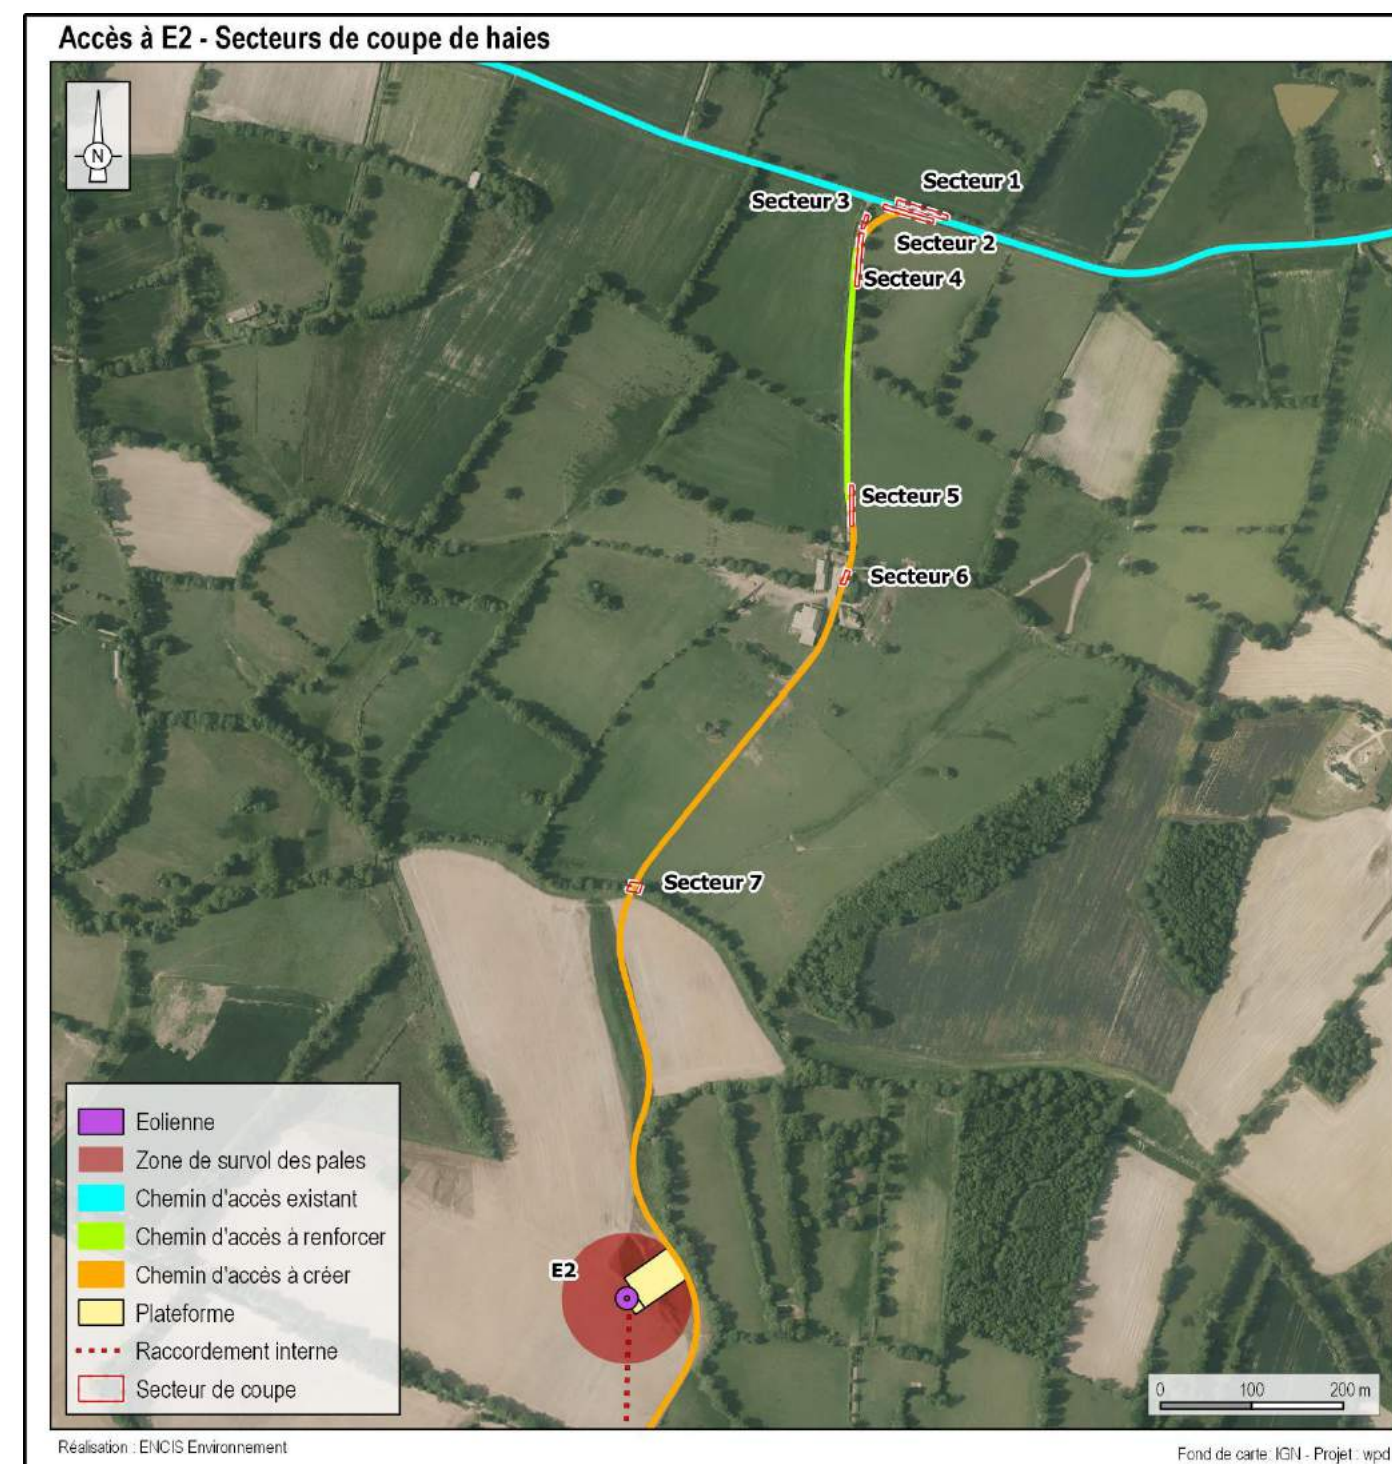 Accès à E2 - Secteurs de coupe de haies
N
Secteur 1
Secteur 3
Secteur 2
Secteur 4
Secteur 5
Secteur 6
Secteur 7
E2
Eolienne
Zone de survol des pales
Chemin d'accès existant
Chemin d'accès à renforcer
Chemin d'accès à créer
Plateforme
Raccordement interne
Secteur de coupe
0 100 200 m
Réalisation : ENCIS Environnement
Fond de carte: IGN - Projet : wpd